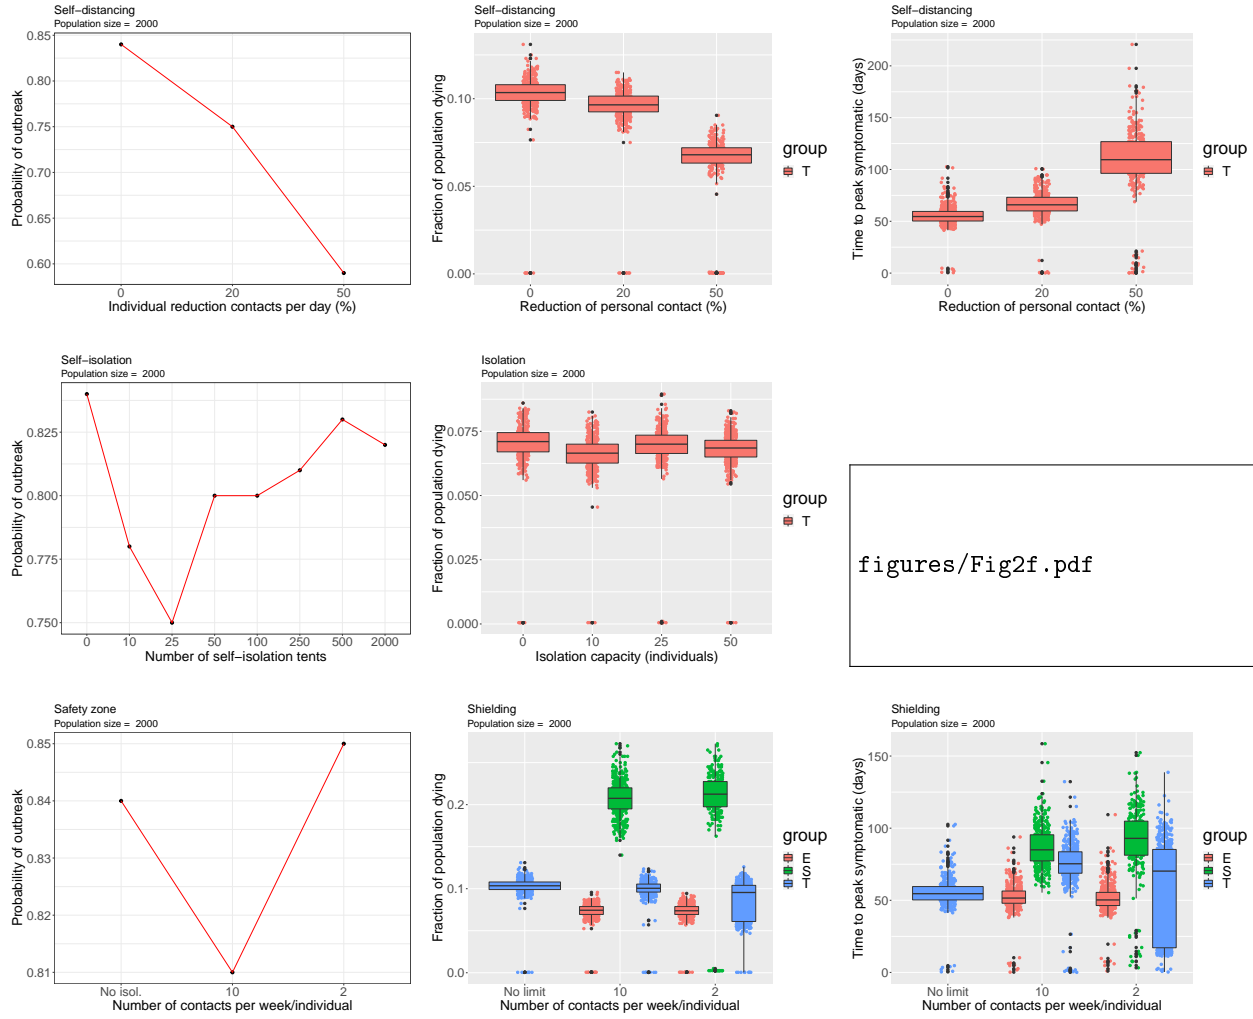 Self-distancing
Population size = 2000
Probability of outbreak
0.85
0.80
0.75
0.70
0.65
0.60
0
20
50
Individual reduction contacts per day (%)
Self-distancing
Population size = 2000
Fraction of population dying
0.10
0.05
0.00
0
20
50
Reduction of personal contact (%)
group
T
Self-distancing
Population size = 2000
Time to peak symptomatic (days)
200
150
100
50
0
0
20
50
Reduction of personal contact (%)
group
T
Self-isolation
Population size = 2000
Probability of outbreak
0.825
0.800
0.775
0.750
0
10
25
50
100
250
500
2000
Number of self-isolation tents
Isolation
Population size = 2000
Fraction of population dying
0.075
0.050
0.025
0.000
0
10
25
50
Isolation capacity (individuals)
group
T
figures/Fig2f.pdf
Safety zone
Population size = 2000
Probability of outbreak
0.85
0.84
0.83
0.82
0.81
No isol.
10
2
Number of contacts per week/individual
Shielding
Population size = 2000
Fraction of population dying
0.2
0.1
0.0
No limit
10
2
Number of contacts per week/individual
group
E
S
T
Shielding
Population size = 2000
Time to peak symptomatic (days)
150
100
50
0
No limit
10
2
Number of contacts per week/individual
group
E
S
T